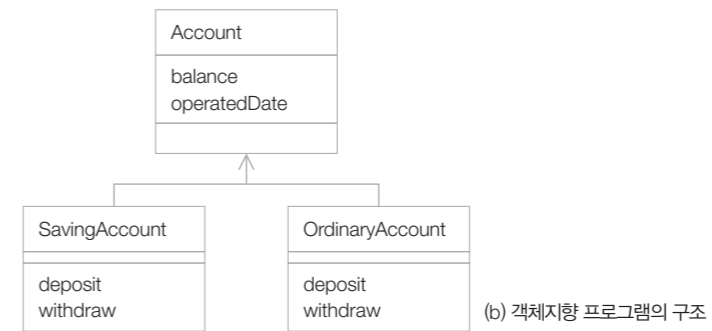 Account
balance
operatedDate
SavingAccount
deposit
withdraw
OrdinaryAccount
deposit
withdraw
(b) 객체지향 프로그램의 구조